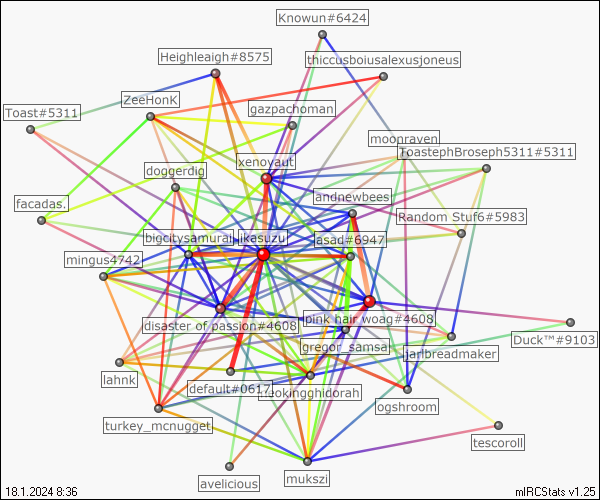 Knowun#6424
Heighleaigh#8575
thiccusboiusalexusjoneus
ZeeHonK
Toast#5311
gazpachoman
moonraven
xenoyaut
ToastephBroseph5311#5311
doggerdig
andnewbees
facadas.
Random Stuf6#5983
bigcitysamurai
ikasuzu
asad#6947
mingus4742
disaster of passion#4608
pink hair woag#4608
Duck™#9103
gregor_samsa
jarlbreadmaker
lahnk
default#0617
ogshroom
turkey_mcnugget
tescoroll
avelicious
mukszi
18.1.2024 8:36
mIRCStats v1.25